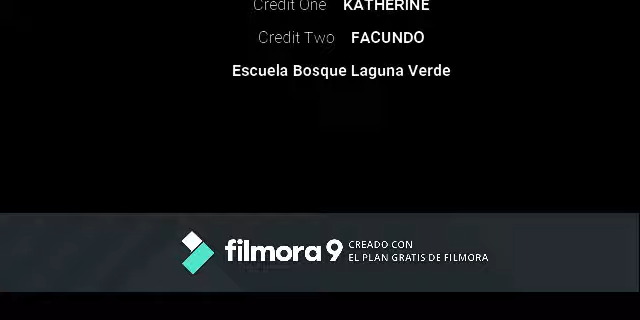 Credit One KATHERINE
Credit Two FACUNDO
Escuela Bosque Laguna Verde
filmora 9 CREADO CON
EL PLAN GRATIS DE FILMORA